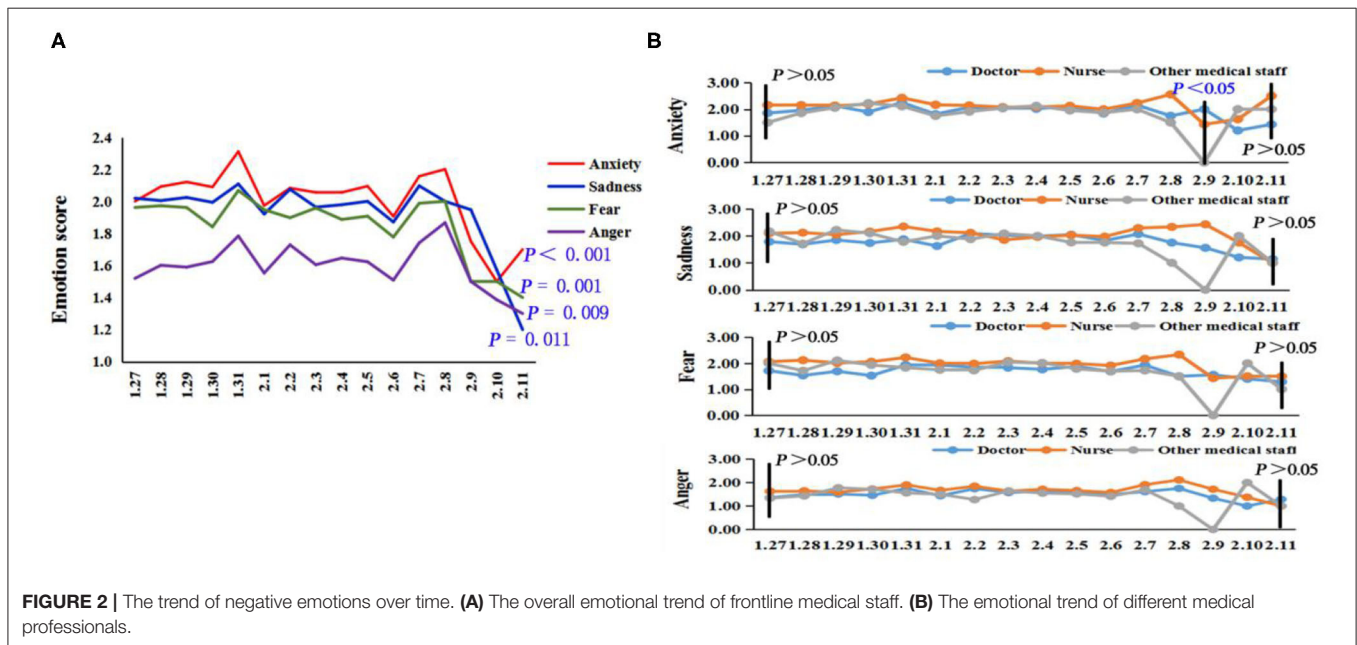 A
B
Emotion score
2.4
2.2
2.0
1.8
1.6
1.4
1.2
1.0
1.27 1.28 1.29 1.30 1.31 2.1 2.2 2.3 2.4 2.5 2.6 2.7 2.8 2.9 2.10 2.11
Anxiety
Sadness
Fear
Anger
P< 0.001
P = 0.001
P = 0.009
P = 0.011
Doctor Nurse Other medical staff
Anxiety
P>0.05
P<0.05
P>0.05
3.00
2.00
1.00
0.00
1.27 1.28 1.29 1.30 1.31 2.1 2.2 2.3 2.4 2.5 2.6 2.7 2.8 2.9 2.10 2.11
Doctor Nurse Other medical staff
Sadness
P>0.05
P>0.05
3.00
2.00
1.00
0.00
1.27 1.28 1.29 1.30 1.31 2.1 2.2 2.3 2.4 2.5 2.6 2.7 2.8 2.9 2.10 2.11
Doctor Nurse Other medical staff
Fear
P>0.05
P>0.05
3.00
2.00
1.00
0.00
1.27 1.28 1.29 1.30 1.31 2.1 2.2 2.3 2.4 2.5 2.6 2.7 2.8 2.9 2.10 2.11
Doctor Nurse Other medical staff
Anger
P>0.05
P>0.05
3.00
2.00
1.00
0.00
1.27 1.28 1.29 1.30 1.31 2.1 2.2 2.3 2.4 2.5 2.6 2.7 2.8 2.9 2.10 2.11
FIGURE 2 | The trend of negative emotions over time. (A) The overall emotional trend of frontline medical staff. (B) The emotional trend of different medical
professionals.